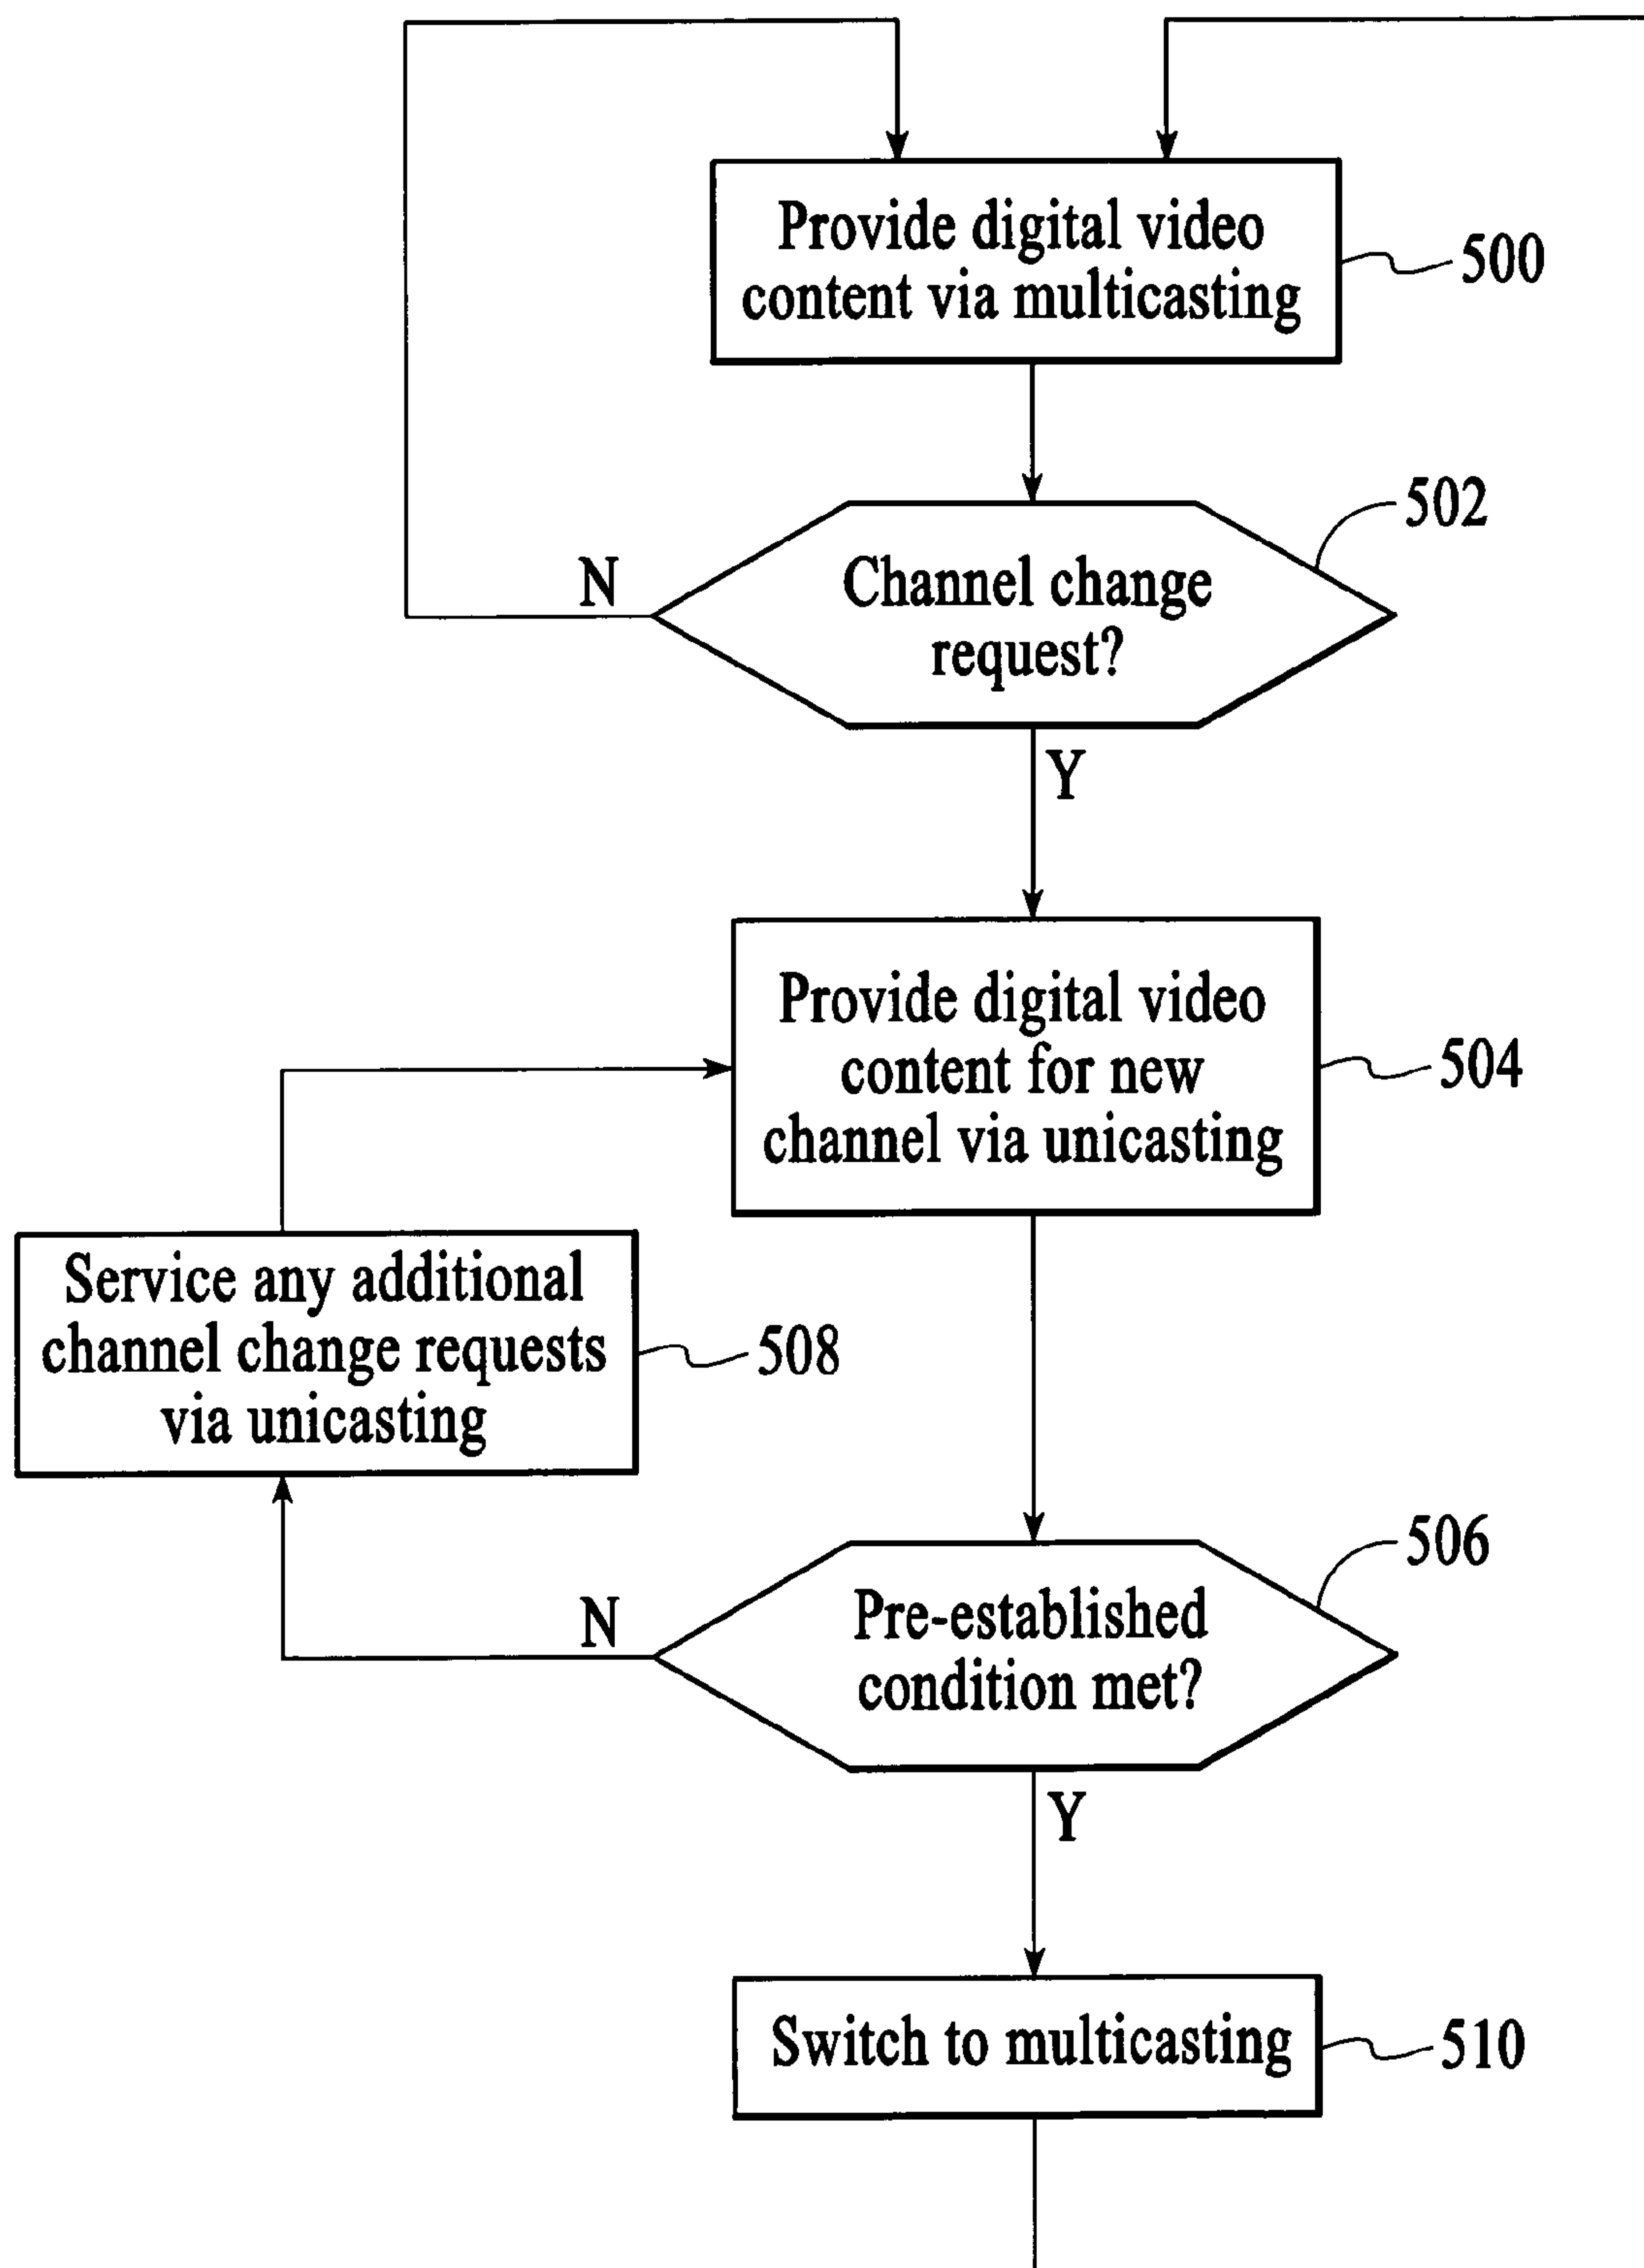 Provide digital video
content via multicasting
500
502
Channel change
request?
N
Y
Provide digital video
content for new
channel via unicasting
504
Service any additional
channel change requests
via unicasting
508
506
Pre-established
condition met?
N
Y
Switch to multicasting
510